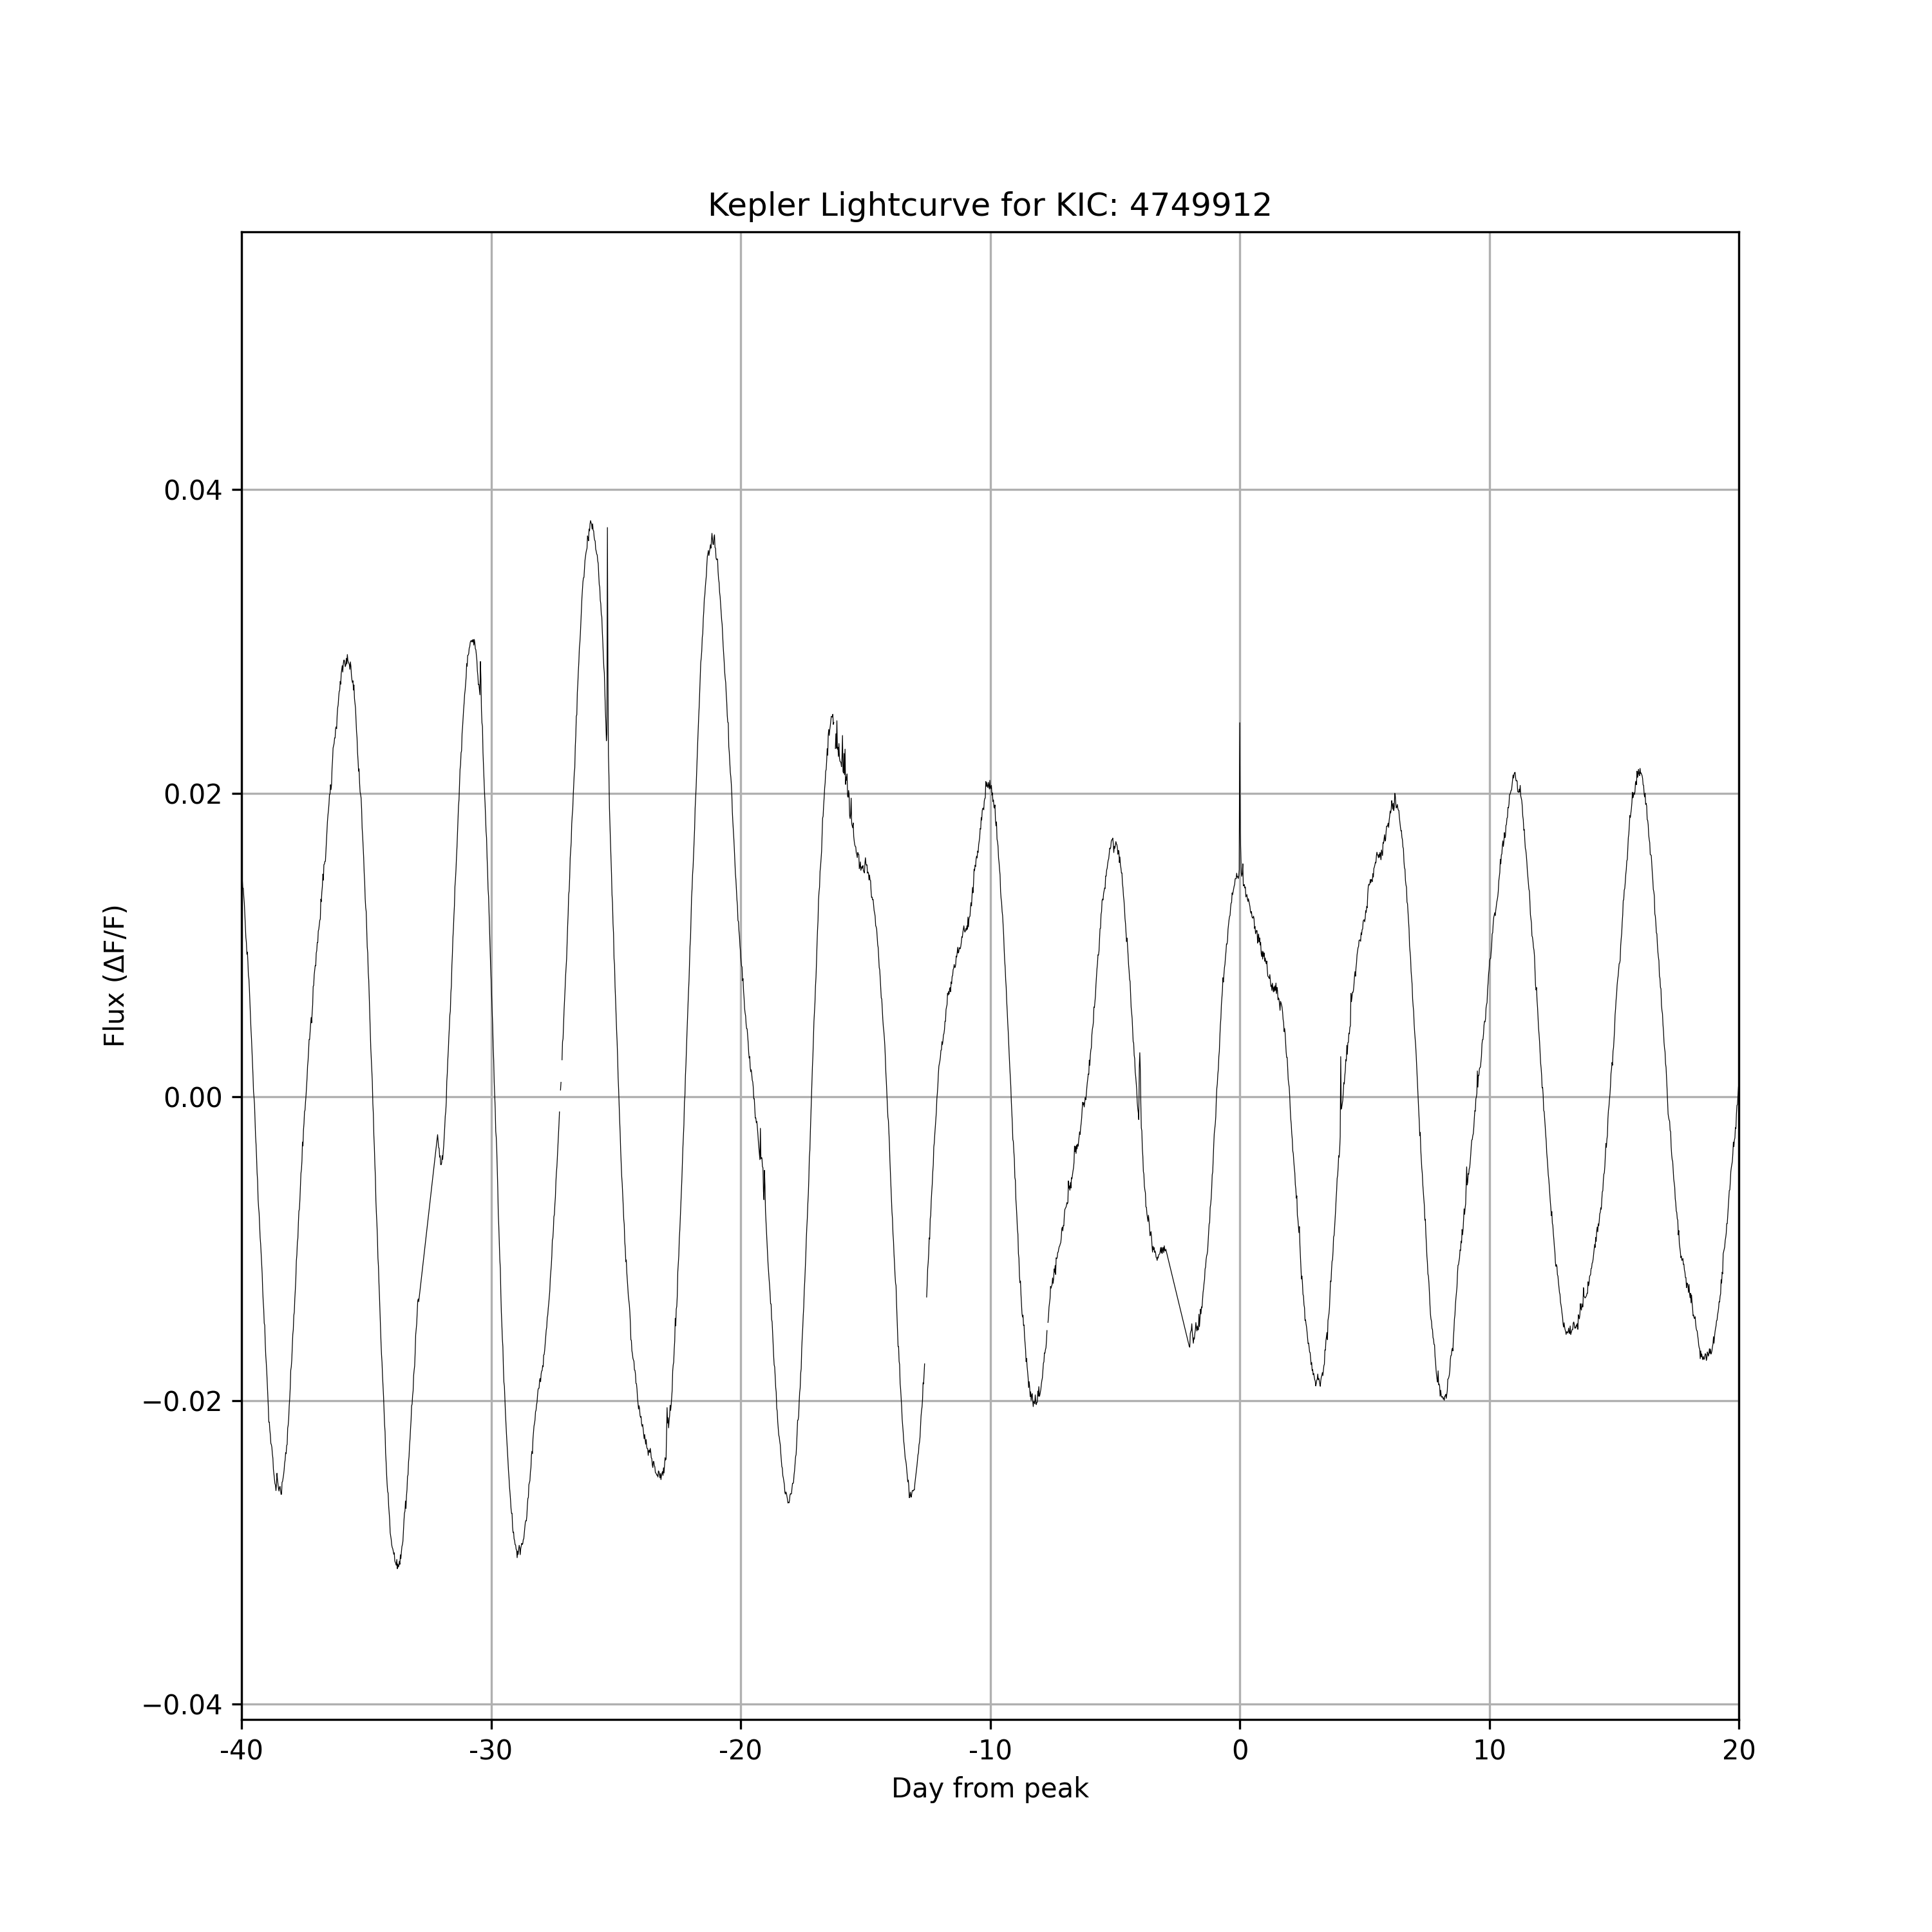 Kepler Lightcurve for KIC: 4749912
Flux (ΔF/F)
0.04
0.02
0.00
−0.02
−0.04
-40 -30 -20 -10 0 10 20
Day from peak